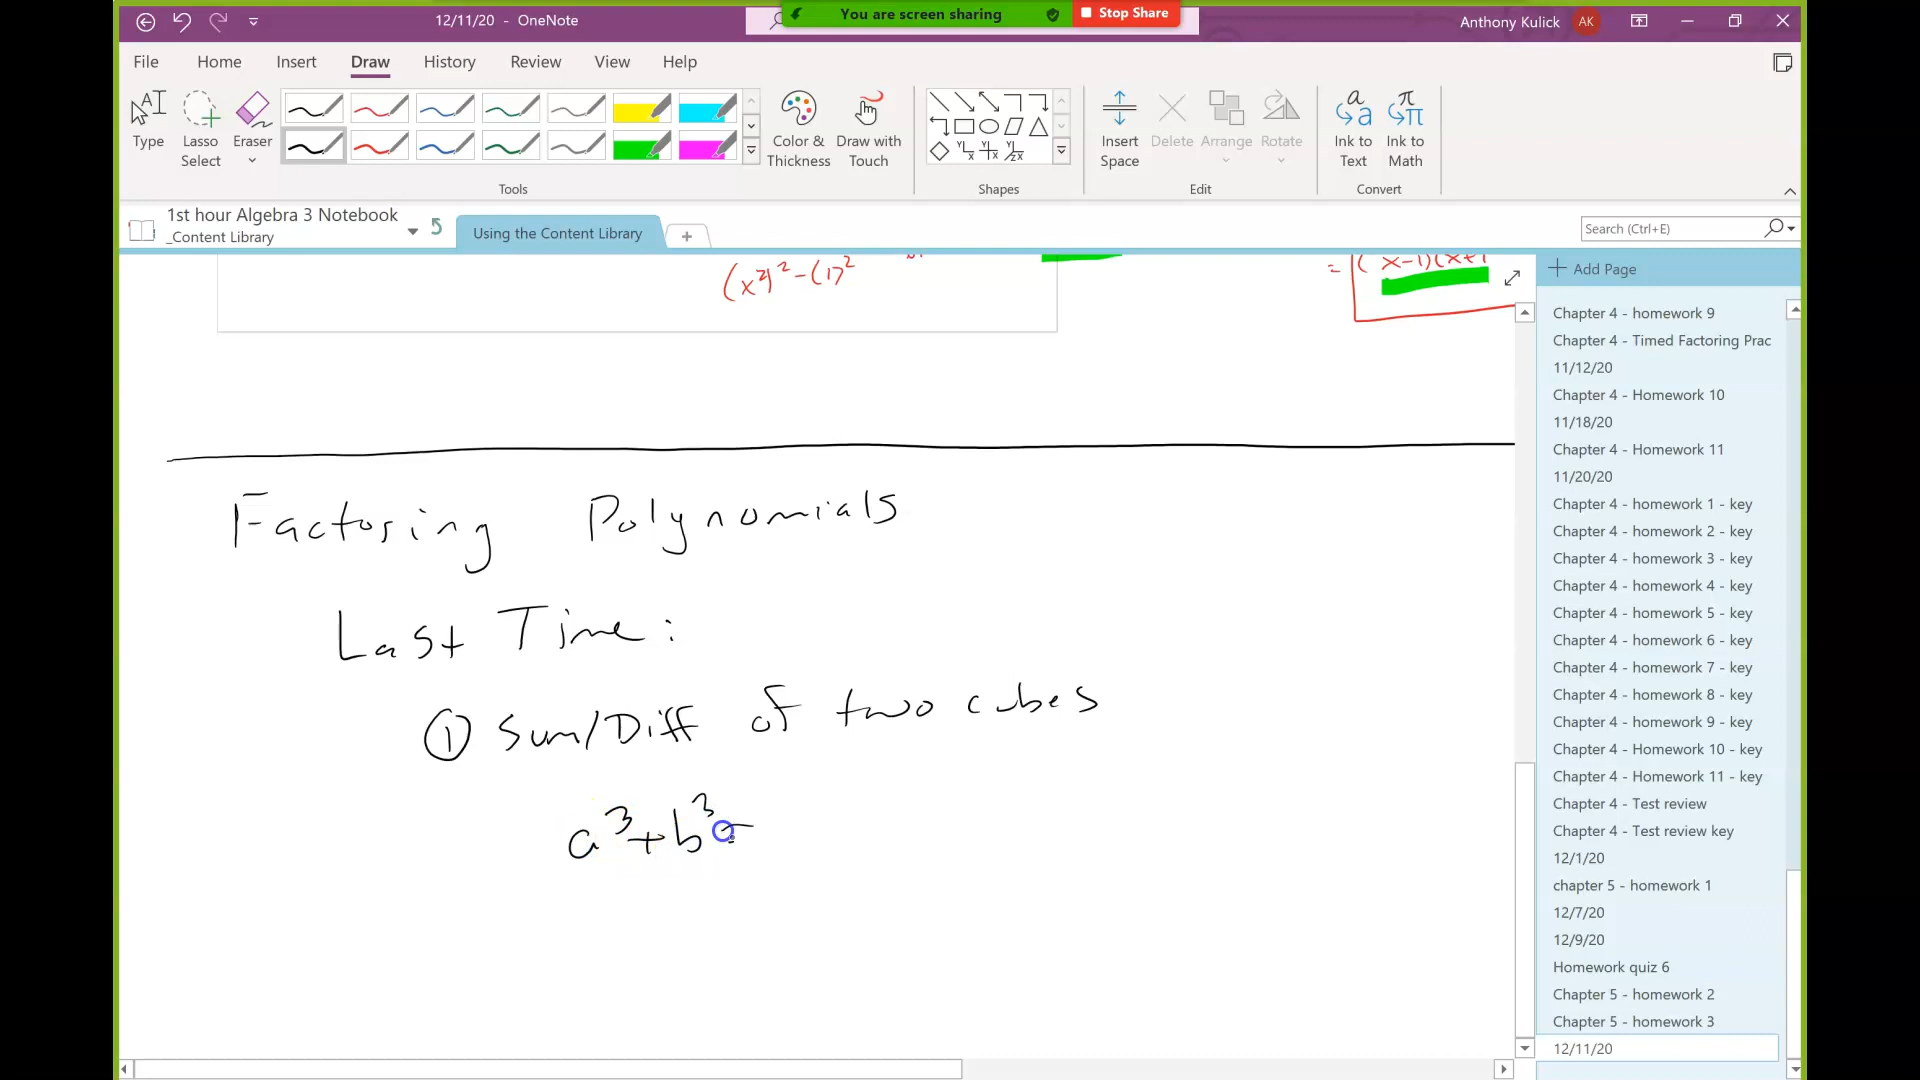 12/11/20 - OneNote
You are screen sharing
Stop Share
Anthony Kulick
AK
File Home Insert Draw History Review View Help
Type
Lasso Select
Eraser
Color & Thickness
Draw with Touch
Insert Space
Delete
Arrange
Rotate
Ink to Text
Ink to Math
Tools
Shapes
Edit
Convert
1st hour Algebra 3 Notebook
_Content Library
Using the Content Library
Search (Ctrl+E)
(x²)² - (1)²
Factoring Polynomials
Last Time:
① Sum/Diff of two cubes
a³+b³=
Add Page
Chapter 4 - homework 9
Chapter 4 - Timed Factoring Prac
11/12/20
Chapter 4 - Homework 10
11/18/20
Chapter 4 - Homework 11
11/20/20
Chapter 4 - homework 1 - key
Chapter 4 - homework 2 - key
Chapter 4 - homework 3 - key
Chapter 4 - homework 4 - key
Chapter 4 - homework 5 - key
Chapter 4 - homework 6 - key
Chapter 4 - homework 7 - key
Chapter 4 - homework 8 - key
Chapter 4 - homework 9 - key
Chapter 4 - Homework 10 - key
Chapter 4 - Homework 11 - key
Chapter 4 - Test review
Chapter 4 - Test review key
12/1/20
chapter 5 - homework 1
12/7/20
12/9/20
Homework quiz 6
Chapter 5 - homework 2
Chapter 5 - homework 3
12/11/20